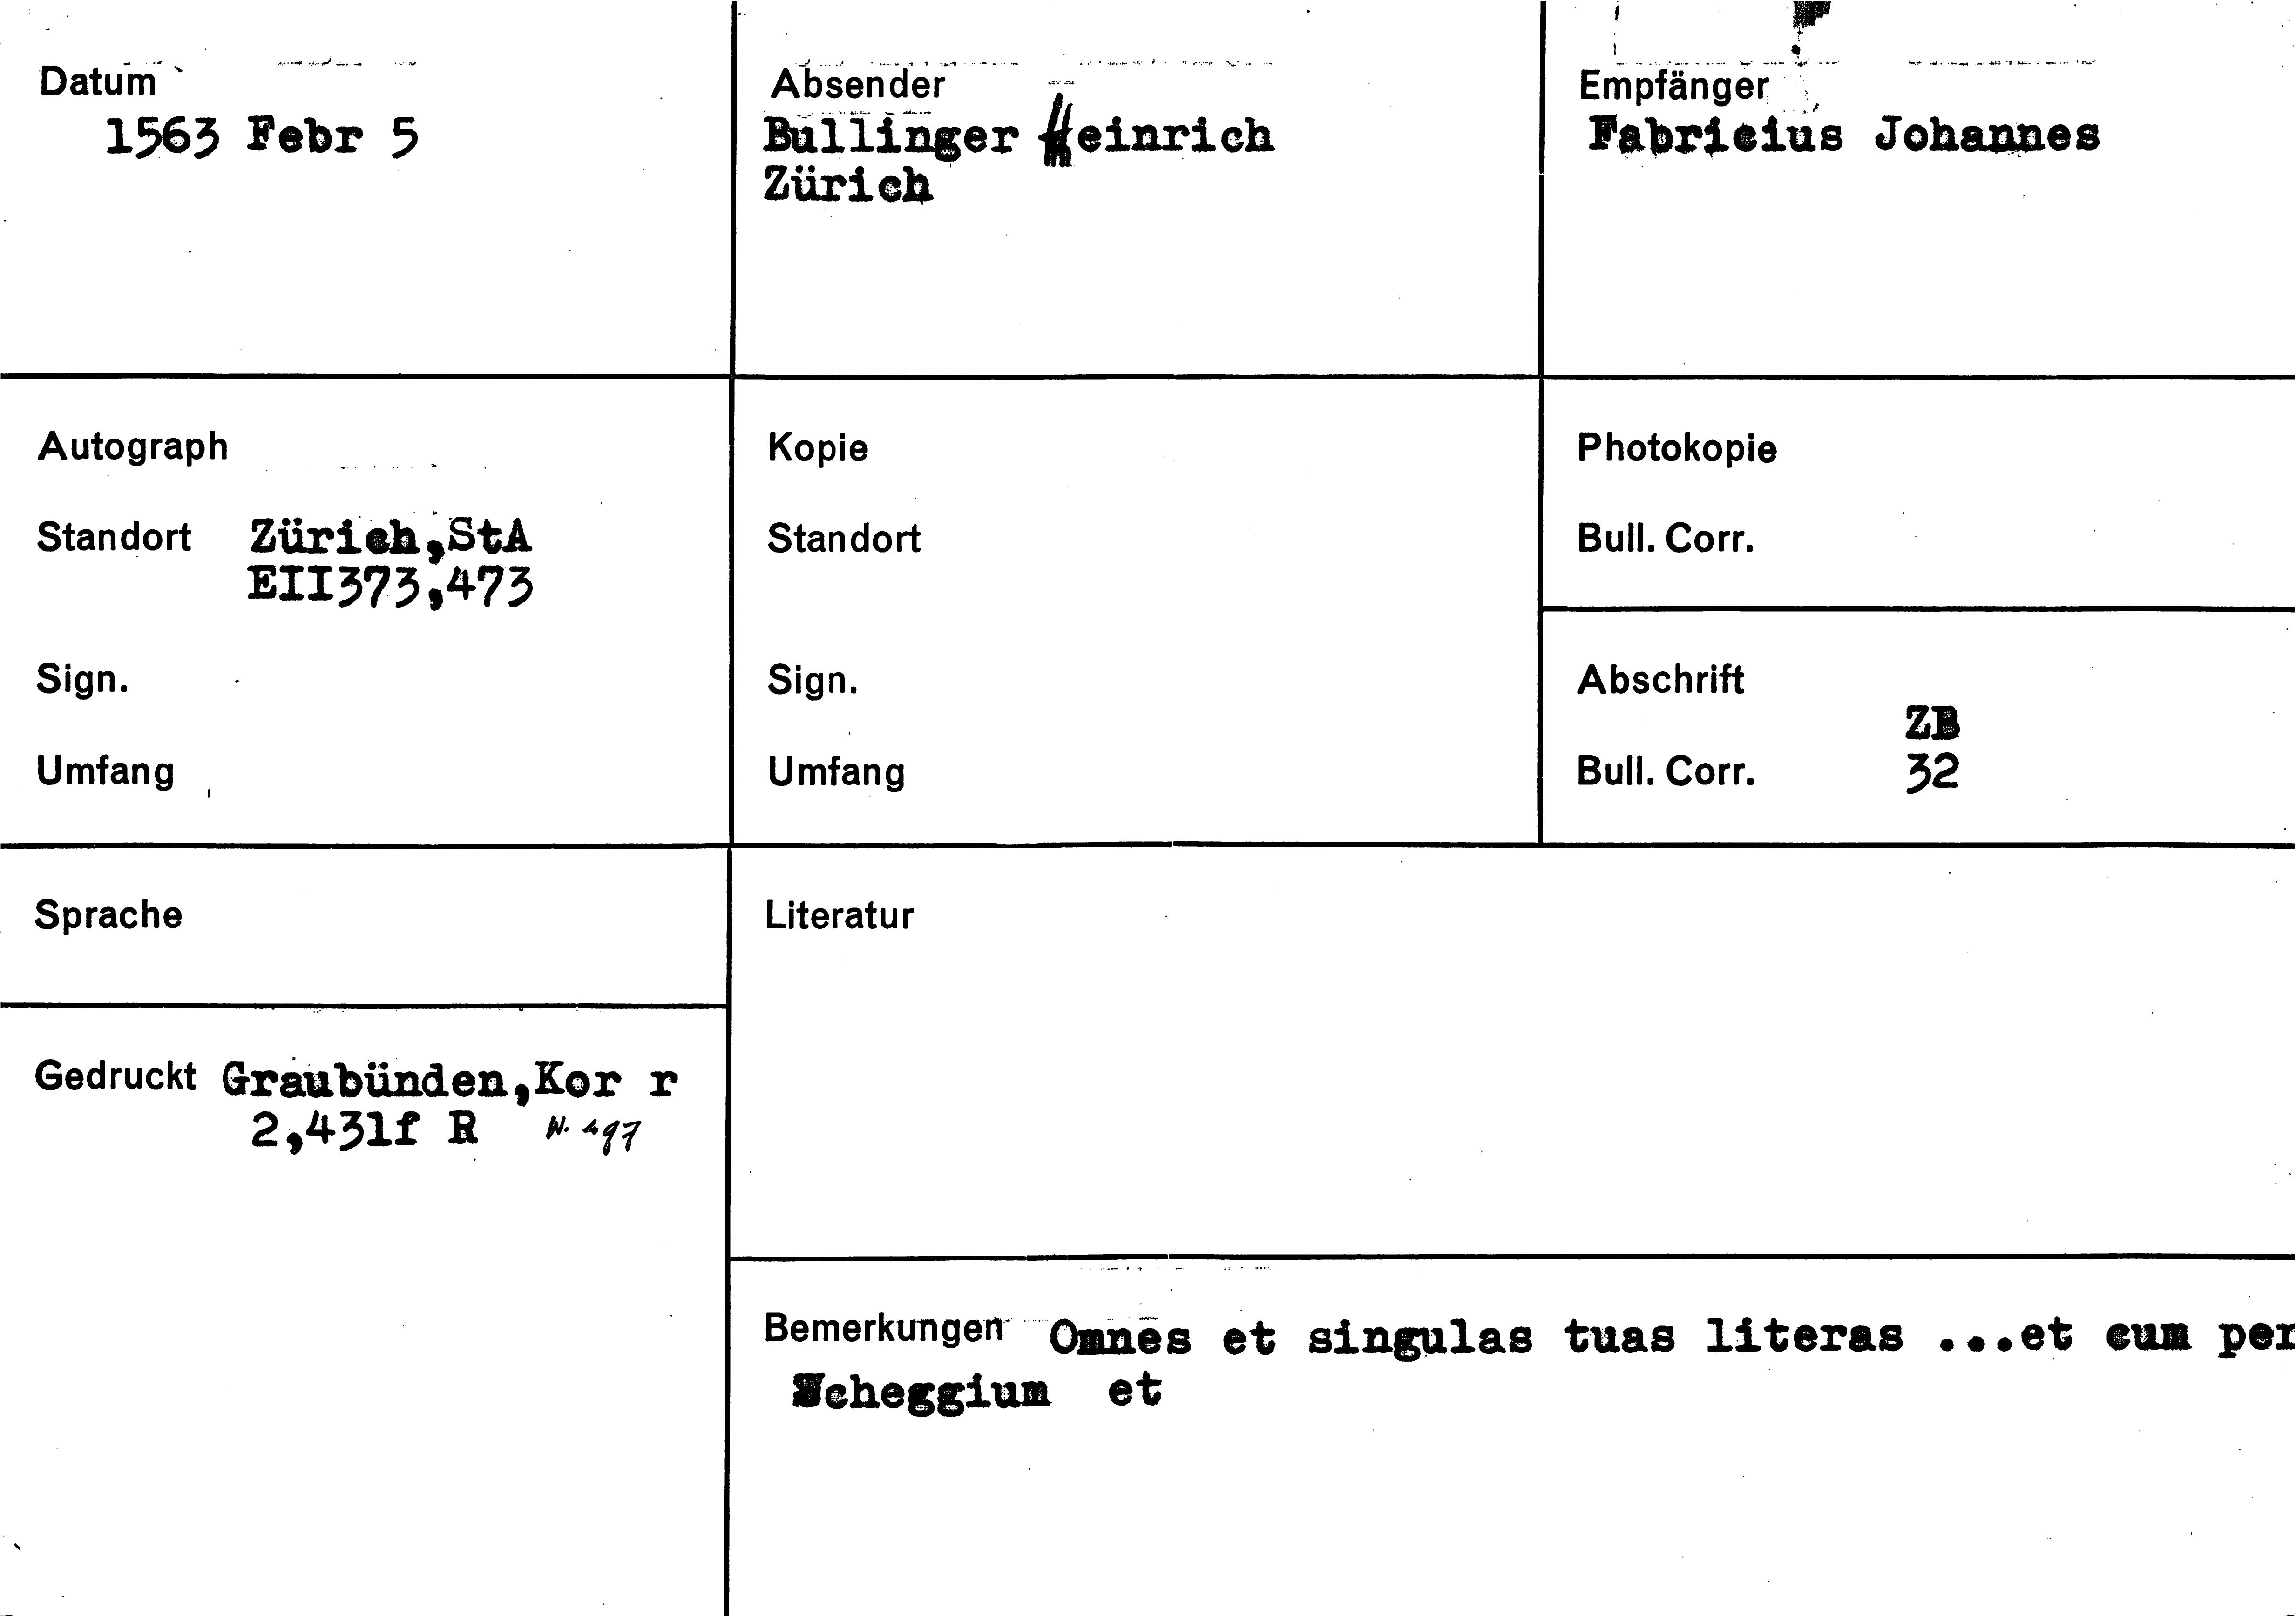 Datum
1563 Febr 5
Absender
Bullinger Heinrich
Zürich
Empfänger
Fabricius Johannes
Autograph
Standort Zürich,StA
EII373,473
Sign.
Umfang
Kopie
Standort
Sign.
Umfang
Photokopie
Bull. Corr.
Abschrift
ZB
Bull. Corr. 32
Sprache
Gedruckt Graubünden,Kor r
2,431f R N. 497
Literatur
Bemerkungen Omnes et singulas tuas literas ...et cum per
Scheggium et